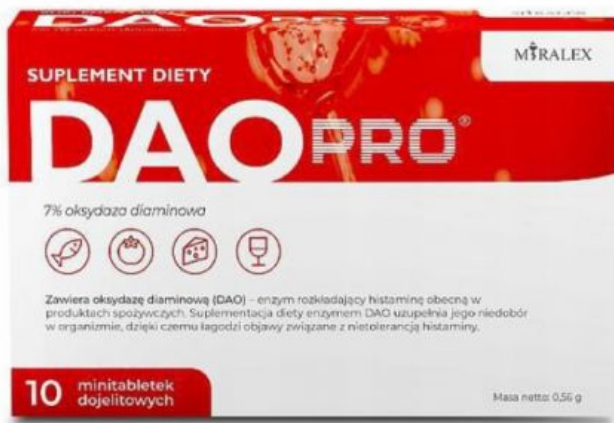 MIRALEX
SUPLEMENT DIETY
DAO PRO®
7% oksydaza diaminowa
Zawiera oksydazę diaminową (DAO) – enzym rozkładający histaminę obecną w
produktach spożywczych. Suplementacja diety enzymem DAO uzupełnia jego niedobór
w organizmie, dzięki czemu łagodzi objawy związane z nietolerancją histaminy.
10 minitabletek
dojelitowych
Masa netto: 0,56 g